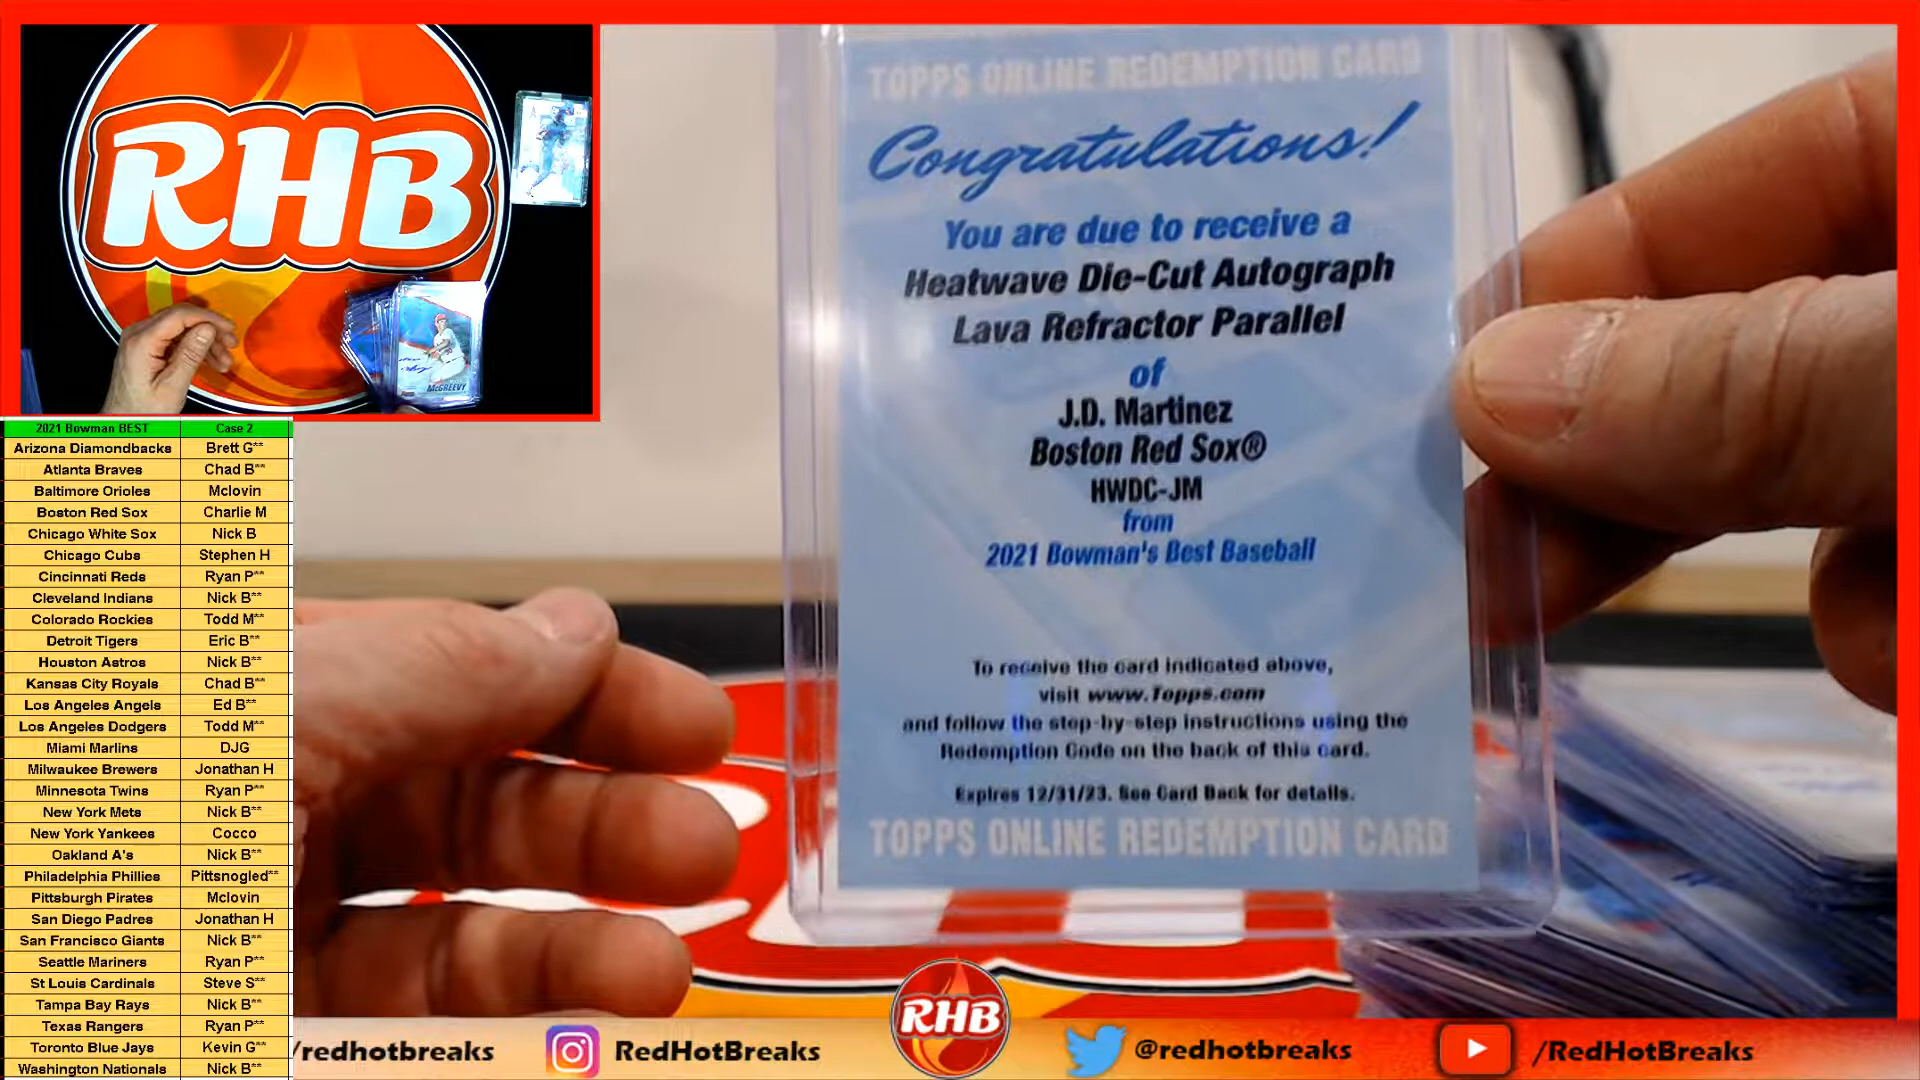 RHB
McGREEVY
2021 Bowman BEST Case 2
Arizona Diamondbacks Brett G**
Atlanta Braves Chad B**
Baltimore Orioles Mclovin
Boston Red Sox Charlie M
Chicago White Sox Nick B
Chicago Cubs Stephen H
Cincinnati Reds Ryan P**
Cleveland Indians Nick B**
Colorado Rockies Todd M**
Detroit Tigers Eric B**
Houston Astros Nick B**
Kansas City Royals Chad B**
Los Angeles Angels Ed B**
Los Angeles Dodgers Todd M**
Miami Marlins DJG
Milwaukee Brewers Jonathan H
Minnesota Twins Ryan P**
New York Mets Nick B**
New York Yankees Cocco
Oakland A's Nick B**
Philadelphia Phillies Pittsnogled**
Pittsburgh Pirates Mclovin
San Diego Padres Jonathan H
San Francisco Giants Nick B**
Seattle Mariners Ryan P**
St Louis Cardinals Steve S**
Tampa Bay Rays Nick B**
Texas Rangers Ryan P**
Toronto Blue Jays Kevin G**
Washington Nationals Nick B**
TOPPS ONLINE REDEMPTION CARD
Congratulations!
You are due to receive a
Heatwave Die-Cut Autograph
Lava Refractor Parallel
of
J.D. Martinez
Boston Red Sox®
HWDC-JM
from
2021 Bowman's Best Baseball
To receive the card indicated above,
visit www.Topps.com
and follow the step-by-step instructions using the
Redemption Code on the back of this card.
Expires 12/31/23. See Card Back for details.
TOPPS ONLINE REDEMPTION CARD
/redhotbreaks RedHotBreaks RHB @redhotbreaks /RedHotBreaks